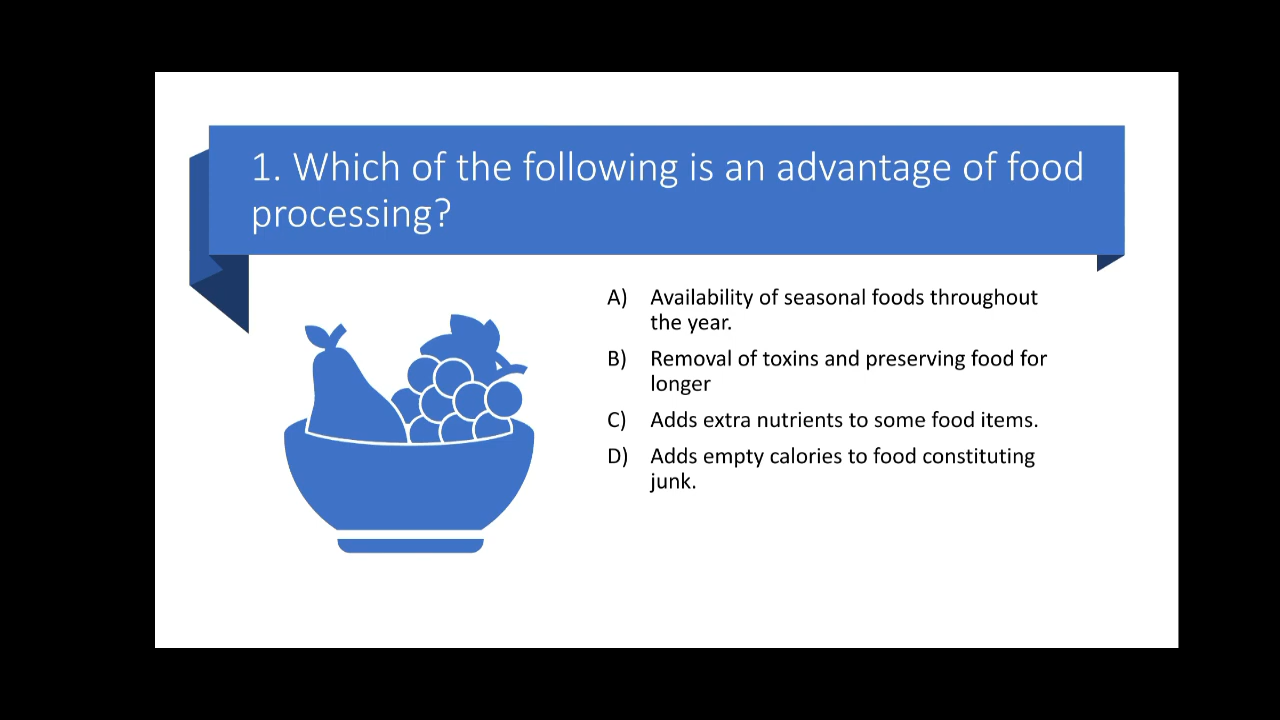 1. Which of the following is an advantage of food
processing?
A) Availability of seasonal foods throughout
the year.
B) Removal of toxins and preserving food for
longer
C) Adds extra nutrients to some food items.
D) Adds empty calories to food constituting
junk.